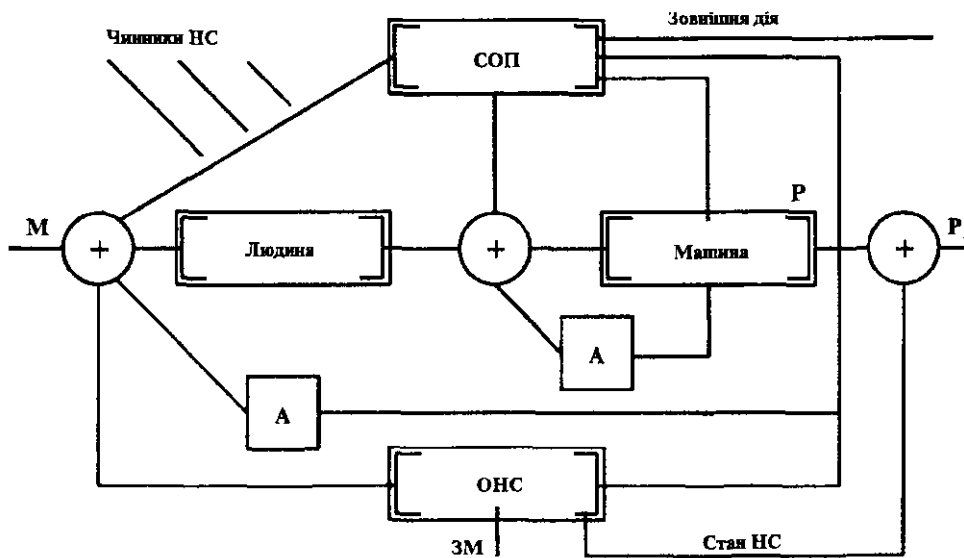 Зовнішня дія
Чинники НС
СОП
М
+
Людина
+
Р
Машина
+
Р
А
А
ОНС
ЗМ
Стан НС